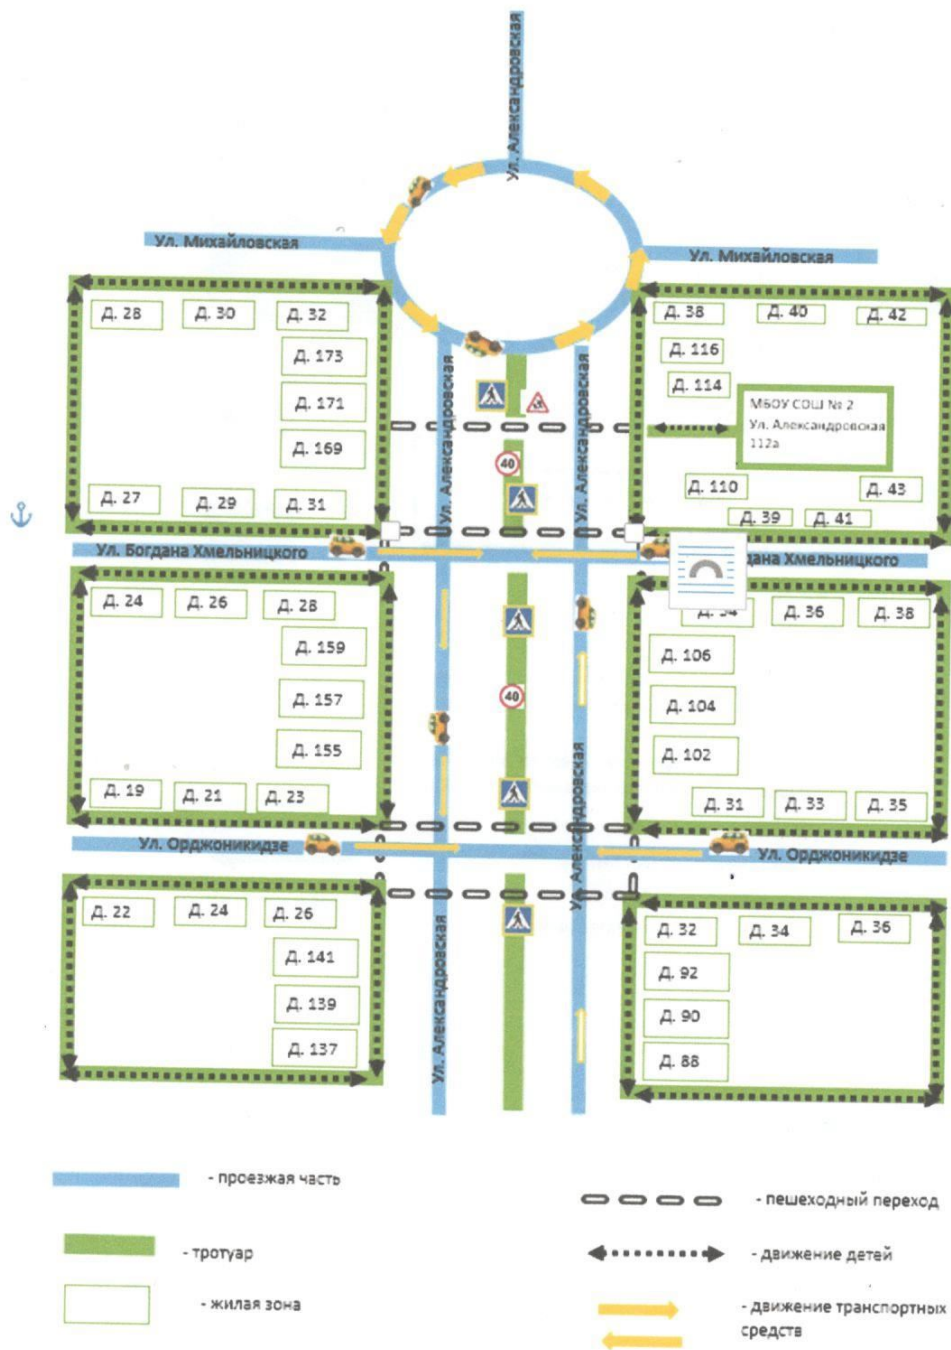 Ул. Александровская
Ул. Михайловская
Ул. Михайловская
Д. 28 Д. 30 Д. 32
Д. 173
Д. 171
Д. 169
Д. 27 Д. 29 Д. 31
Д. 38 Д. 40 Д. 42
Д. 116
Д. 114
МБОУ СОШ № 2
Ул. Александровская
112а
Д. 110 Д. 43
Д. 39 Д. 41
Ул. Александровская
Ул. Александровская
40
Ул. Богдана Хмельницкого
дана Хмельницкого
Д. 24 Д. 26 Д. 28
Д. 159
Д. 157
Д. 155
Д. 19 Д. 21 Д. 23
40
Д. 34 Д. 36 Д. 38
Д. 106
Д. 104
Д. 102
Д. 31 Д. 33 Д. 35
Ул. Орджоникидзе
Ул. Орджоникидзе
Ул. Александровская
Ул. Александровская
Д. 22 Д. 24 Д. 26
Д. 141
Д. 139
Д. 137
Д. 32 Д. 34 Д. 36
Д. 92
Д. 90
Д. 88
- проезжая часть
- тротуар
- жилая зона
- пешеходный переход
- движение детей
- движение транспортных
средств